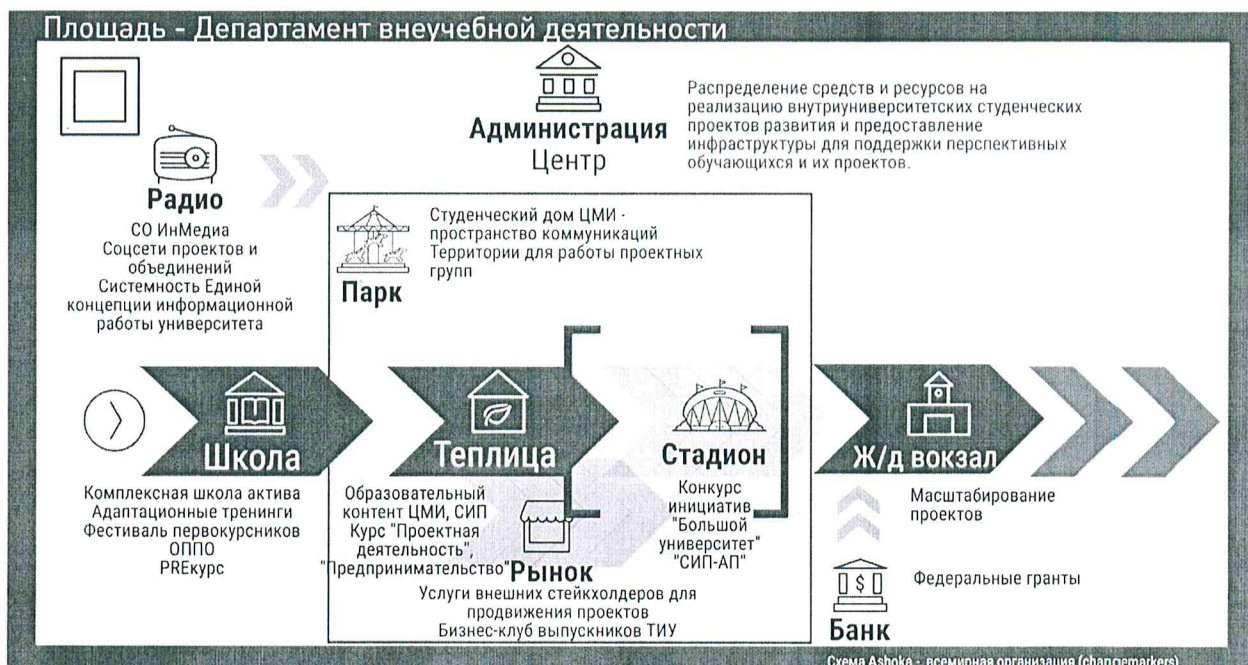 Площадь - Департамент внеучебной деятельности
Администрация
Центр
Распределение средств и ресурсов на
реализацию внутриуниверситетских студенческих
проектов развития и предоставление
инфраструктуры для поддержки перспективных
обучающихся и их проектов.
Радио
СО ИнМедиа
Соцсети проектов и
объединений
Системность Единой
концепции информационной
работы университета
Парк
Студенческий дом ЦМИ -
пространство коммуникаций
Территории для работы проектных
групп
Школа
Комплексная школа актива
Адаптационные тренинги
Фестиваль первокурсников
ОППО
PREкурс
Теплица
Образовательный
контент ЦМИ, СИП
Курс "Проектная
деятельность",
"Предпринимательство"
Рынок
Услуги внешних стейкхолдеров для
продвижения проектов
Бизнес-клуб выпускников ТИУ
Стадион
Конкурс
инициатив
"Большой
университет"
"СИП-АП"
Ж/д вокзал
Масштабирование
проектов
$
Банк
Федеральные гранты
Схема Ashoka - всемирная организация (changemarkers)